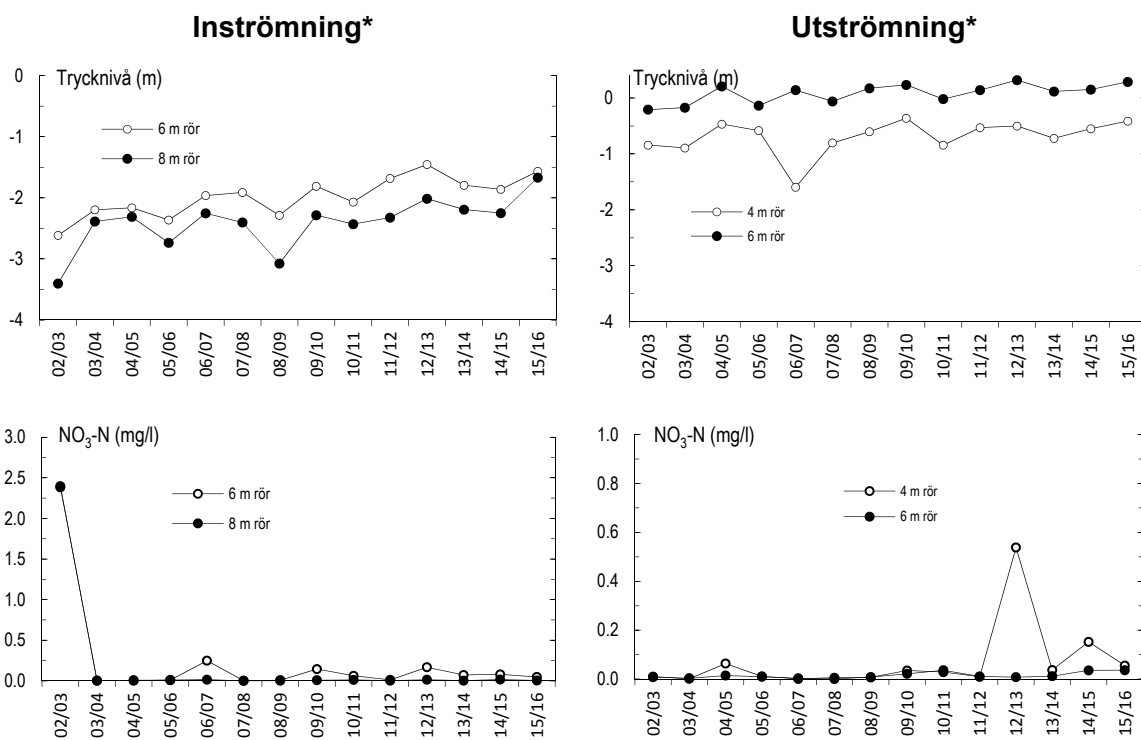 Inströmning*
Utströmning*
Trycknivå (m)
0
-1
-2
-3
-4
6 m rör
8 m rör
02/03 03/04 04/05 05/06 06/07 07/08 08/09 09/10 10/11 11/12 12/13 13/14 14/15 15/16
Trycknivå (m)
0
-1
-2
-3
-4
4 m rör
6 m rör
02/03 03/04 04/05 05/06 06/07 07/08 08/09 09/10 10/11 11/12 12/13 13/14 14/15 15/16
NO₃-N (mg/l)
3.0
2.5
2.0
1.5
1.0
0.5
0.0
6 m rör
8 m rör
02/03 03/04 04/05 05/06 06/07 07/08 08/09 09/10 10/11 11/12 12/13 13/14 14/15 15/16
NO₃-N (mg/l)
1.0
0.8
0.6
0.4
0.2
0.0
4 m rör
6 m rör
02/03 03/04 04/05 05/06 06/07 07/08 08/09 09/10 10/11 11/12 12/13 13/14 14/15 15/16